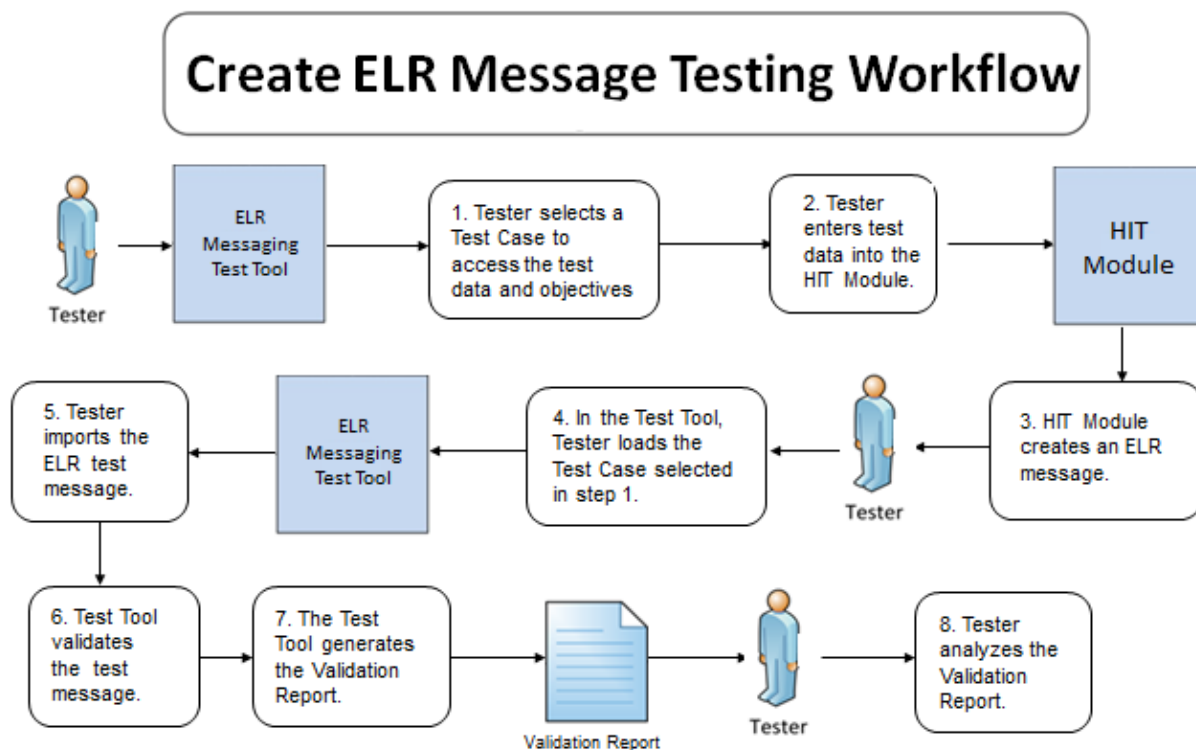 Create ELR Message Testing Workflow
Tester
ELR
Messaging
Test Tool
1. Tester selects a
Test Case to
access the test
data and objectives
2. Tester
enters test
data into the
HIT Module.
HIT
Module
3. HIT Module
creates an ELR
message.
Tester
4. In the Test Tool,
Tester loads the
Test Case selected
in step 1.
ELR
Messaging
Test Tool
5. Tester
imports the
ELR test
message.
6. Test Tool
validates
the test
message.
7. The Test
Tool generates
the Validation
Report.
Validation Report
Tester
8. Tester
analyzes the
Validation
Report.